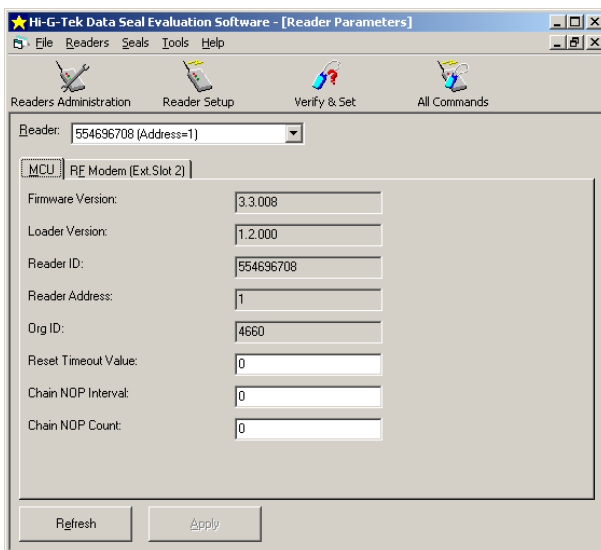 Hi-G-Tek Data Seal Evaluation Software - [Reader Parameters]
File Readers Seals Tools Help
Readers Administration Reader Setup Verify & Set All Commands
Reader: 554696708 (Address=1)
MCU RF Modem (Ext.Slot 2)
Firmware Version: 3.3.008
Loader Version: 1.2.000
Reader ID: 554696708
Reader Address: 1
Org ID: 4660
Reset Timeout Value: 0
Chain NOP Interval: 0
Chain NOP Count: 0
Refresh Apply